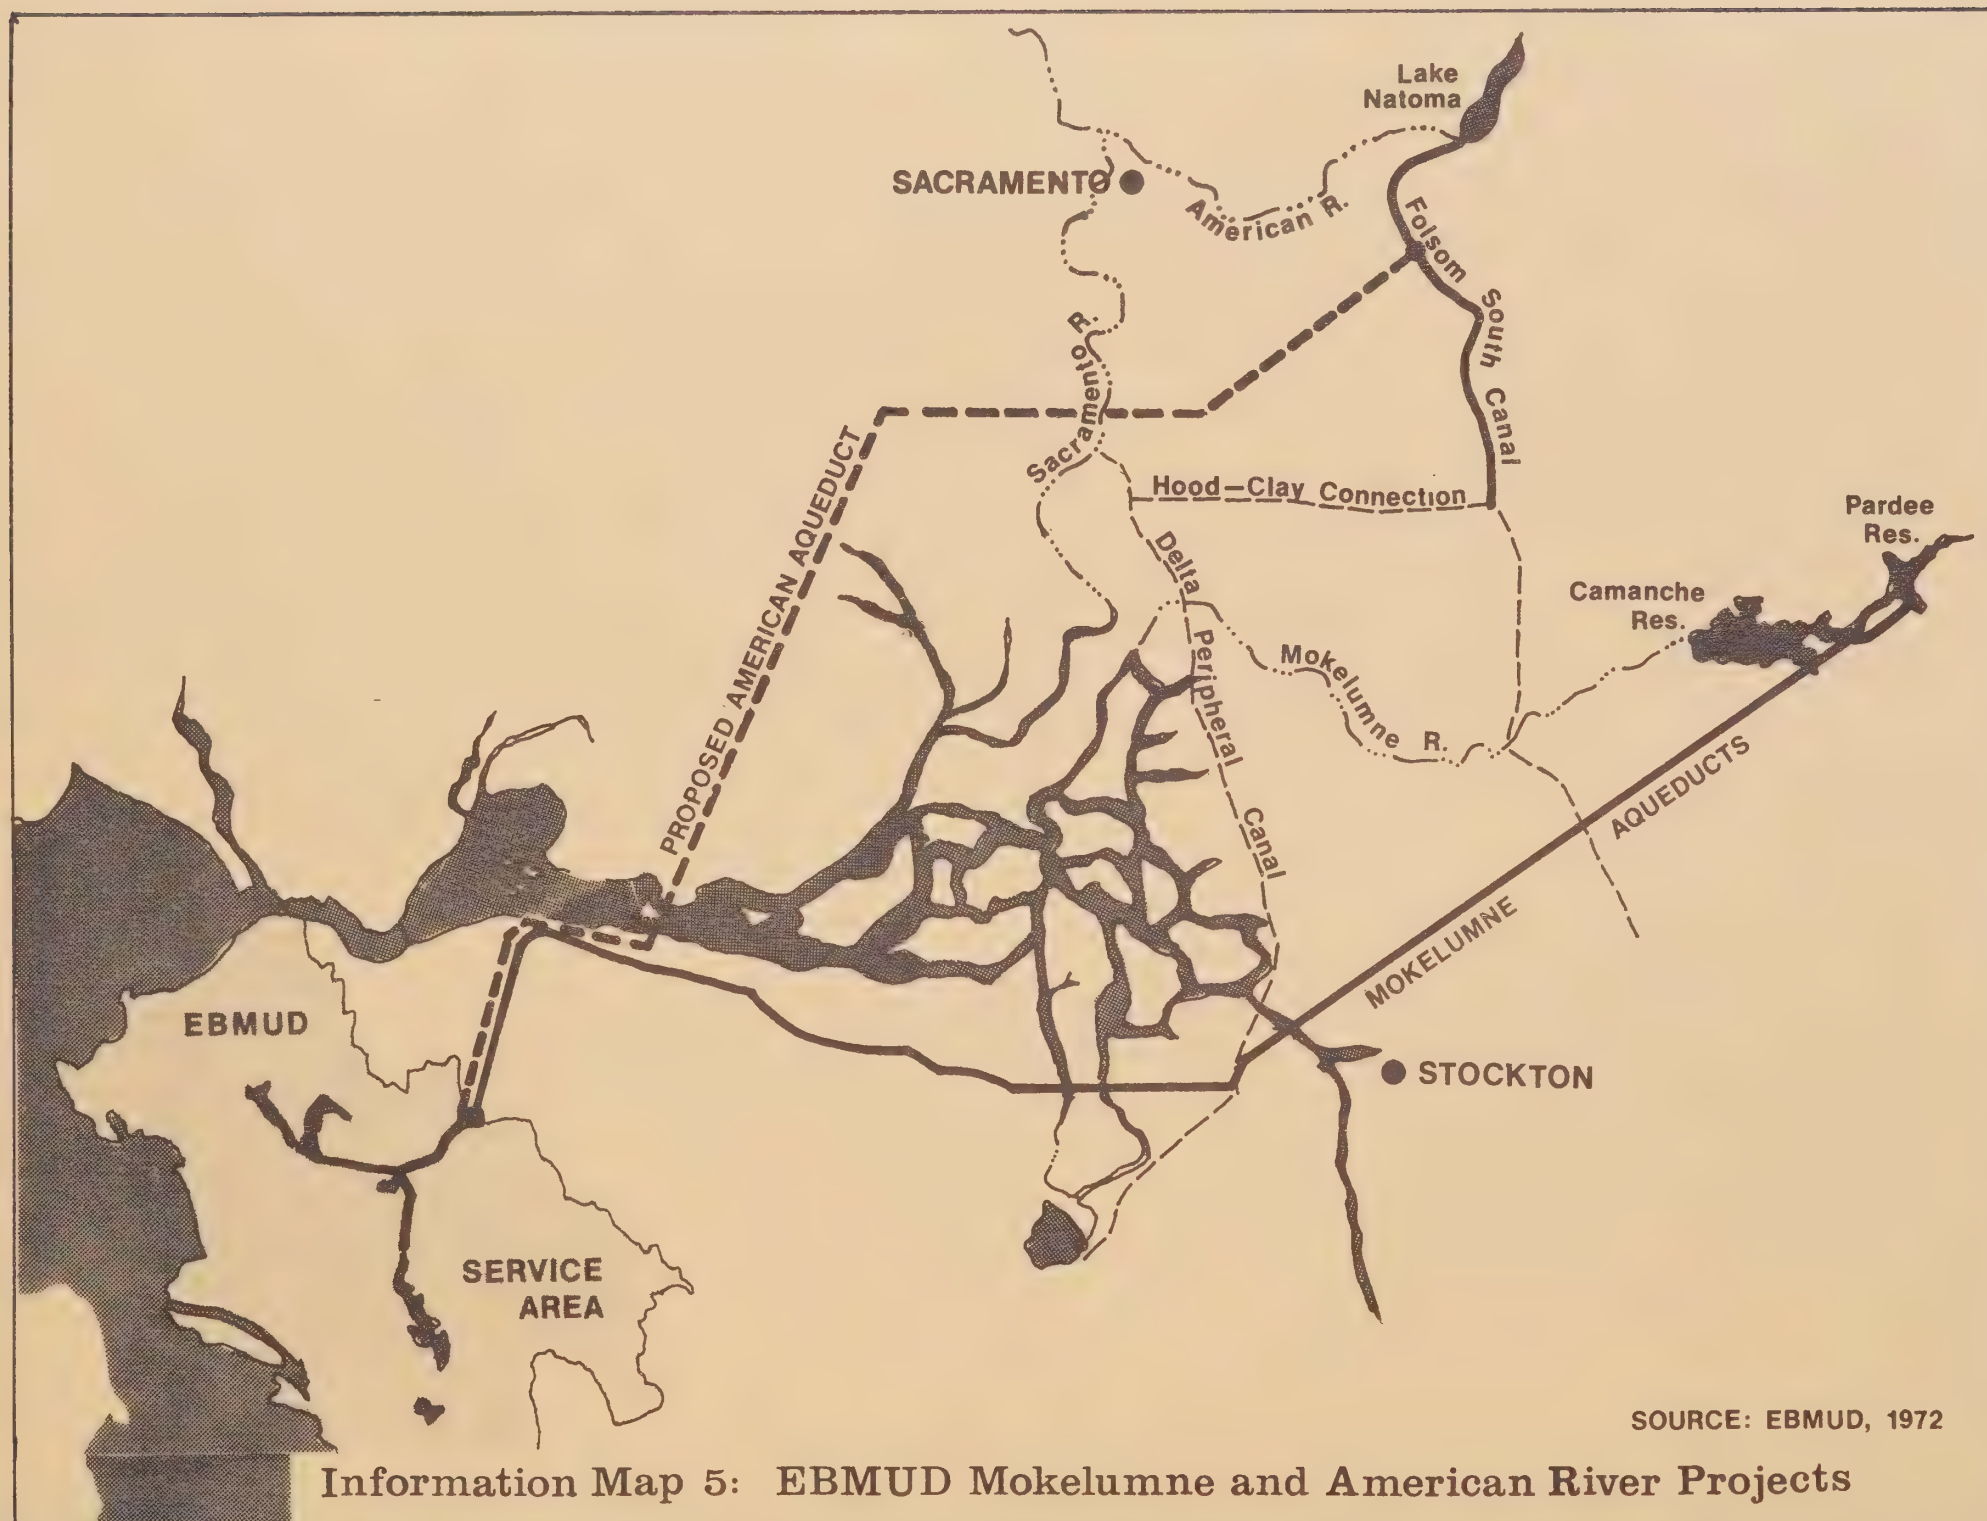 Lake
Natoma
SACRAMENTO
American R.
Folsom South Canal
Sacramento R.
Hood-Clay Connection
PROPOSED AMERICAN AQUEDUCT
Delta Peripheral Canal
Pardee
Res.
Camanche
Res.
Mokelumne R.
MOKELUMNE AQUEDUCTS
EBMUD
STOCKTON
SERVICE
AREA
SOURCE: EBMUD, 1972
Information Map 5: EBMUD Mokelumne and American River Projects